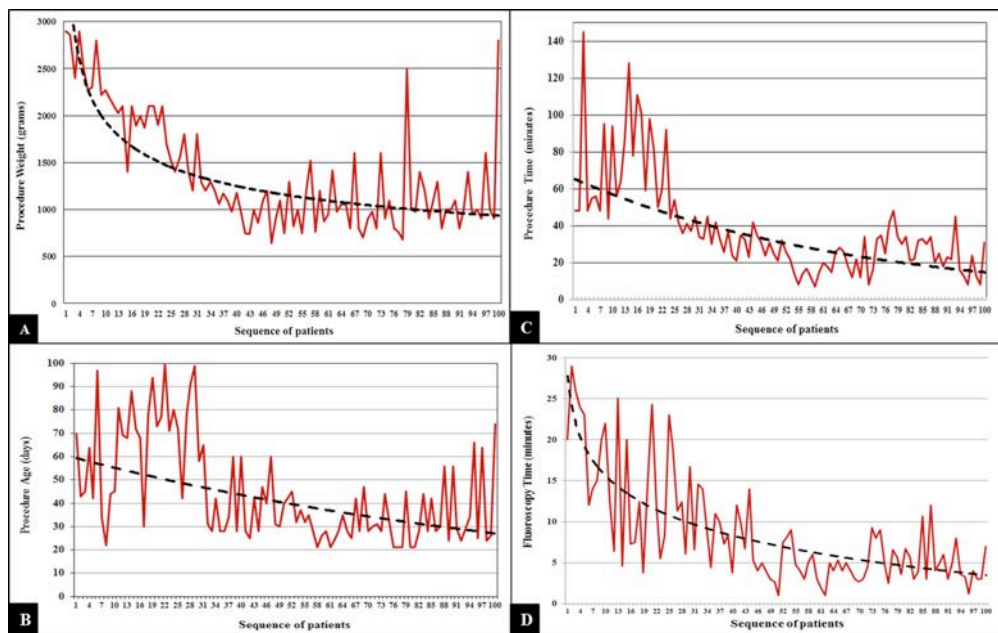 3000
2500
2000
1500
1000
500
0
Procedure Weight (grams)
1 4 7 10 13 16 19 22 25 28 31 34 37 40 43 46 49 52 55 58 61 64 67 70 73 76 79 82 85 88 91 94 97 100
A
Sequence of patients
140
120
100
80
60
40
20
0
Procedure Time (minutes)
1 4 7 10 13 16 19 22 25 28 31 34 37 40 43 46 49 52 55 58 61 64 67 70 73 76 79 82 85 88 91 94 97 100
C
Sequence of patients
100
90
80
70
60
50
40
30
20
10
0
Procedure Age (days)
1 4 7 10 13 16 19 22 25 28 31 34 37 40 43 46 49 52 55 58 61 64 67 70 73 76 79 82 85 88 91 94 97 100
B
Sequence of patients
30
25
20
15
10
5
0
Fluoroscopy Time (minutes)
1 4 7 10 13 16 19 22 25 28 31 34 37 40 43 46 49 52 55 58 61 64 67 70 73 76 79 82 85 88 91 94 97 100
D
Sequence of patients